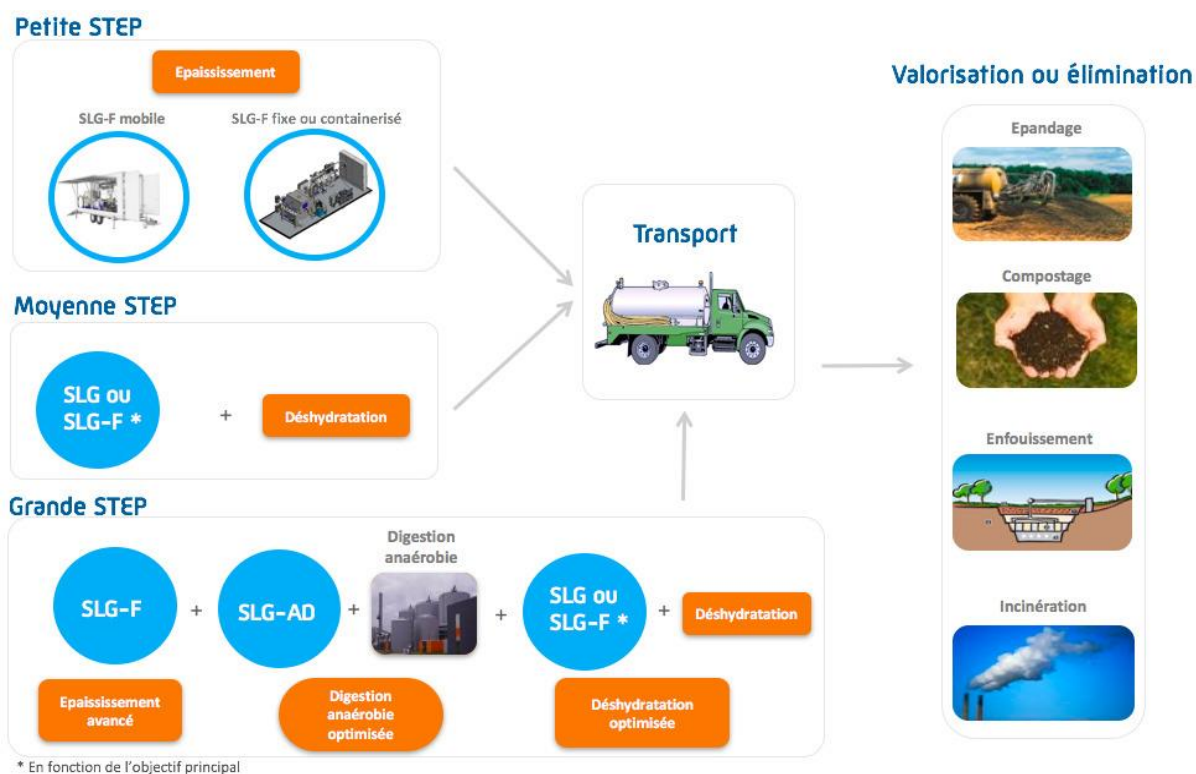 Petite STEP
Epaississement
SLG-F mobile
SLG-F fixe ou containerisé
Moyenne STEP
SLG ou
SLG-F *
+
Déshydratation
Grande STEP
SLG-F
+
SLG-AD
+
Digestion
anaérobie
+
SLG ou
SLG-F *
+
Déshydratation
Epaississement
avancé
Digestion
anaérobie
optimisée
Déshydratation
optimisée
* En fonction de l'objectif principal
Transport
Valorisation ou élimination
Epandage
Compostage
Enfouissement
Incinération